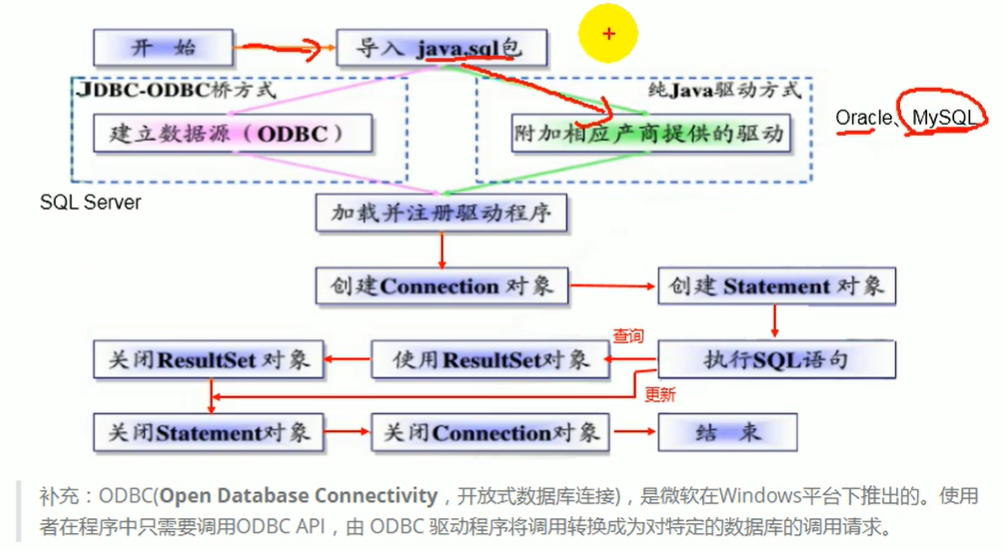 开 始
导入 java.sql包
JDBC-ODBC桥方式
纯Java驱动方式
建立数据源（ODBC）
附加相应产商提供的驱动
Oracle、MySQL
SQL Server
加载并注册驱动程序
创建Connection 对象
创建 Statement 对象
查询
关闭ResultSet 对象
使用ResultSet对象
执行SQL语句
更新
关闭Statement对象
关闭Connection对象
结 束
补充：ODBC(Open Database Connectivity，开放式数据库连接)，是微软在Windows平台下推出的。使用
者在程序中只需要调用ODBC API，由 ODBC 驱动程序将调用转换成为对特定的数据库的调用请求。